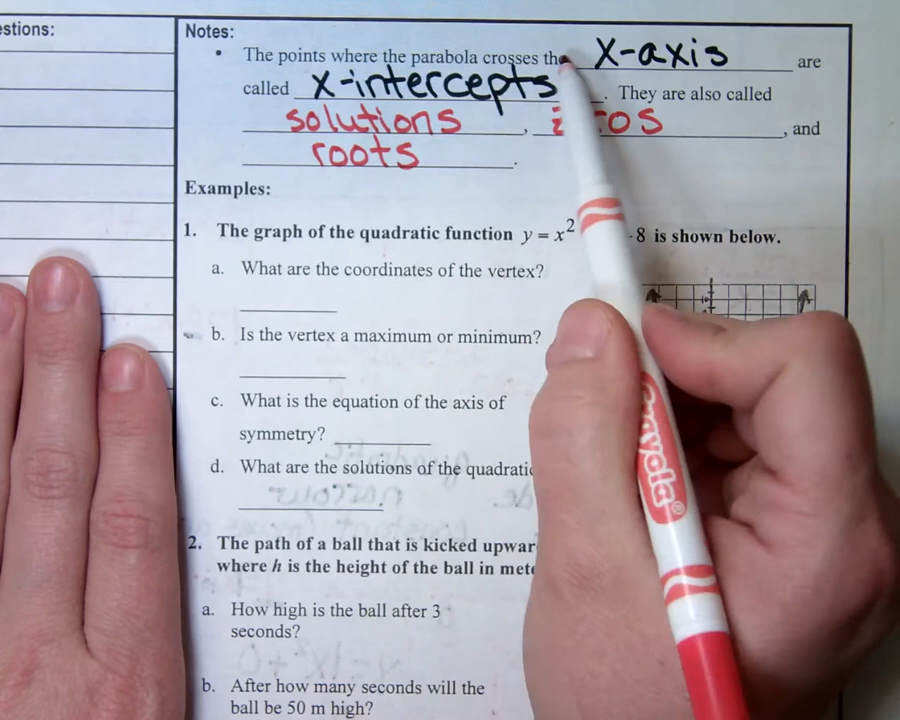 stions:
Notes:
• The points where the parabola crosses the x-axis are
called x-intercepts. They are also called
solutions, zeros, and
roots.
Examples:
1. The graph of the quadratic function y = x² -8 is shown below.
a. What are the coordinates of the vertex?
b. Is the vertex a maximum or minimum?
c. What is the equation of the axis of
symmetry?
d. What are the solutions of the quadratic
2. The path of a ball that is kicked upwar
where h is the height of the ball in mete
a. How high is the ball after 3
seconds?
b. After how many seconds will the
ball be 50 m high?
Crayola®